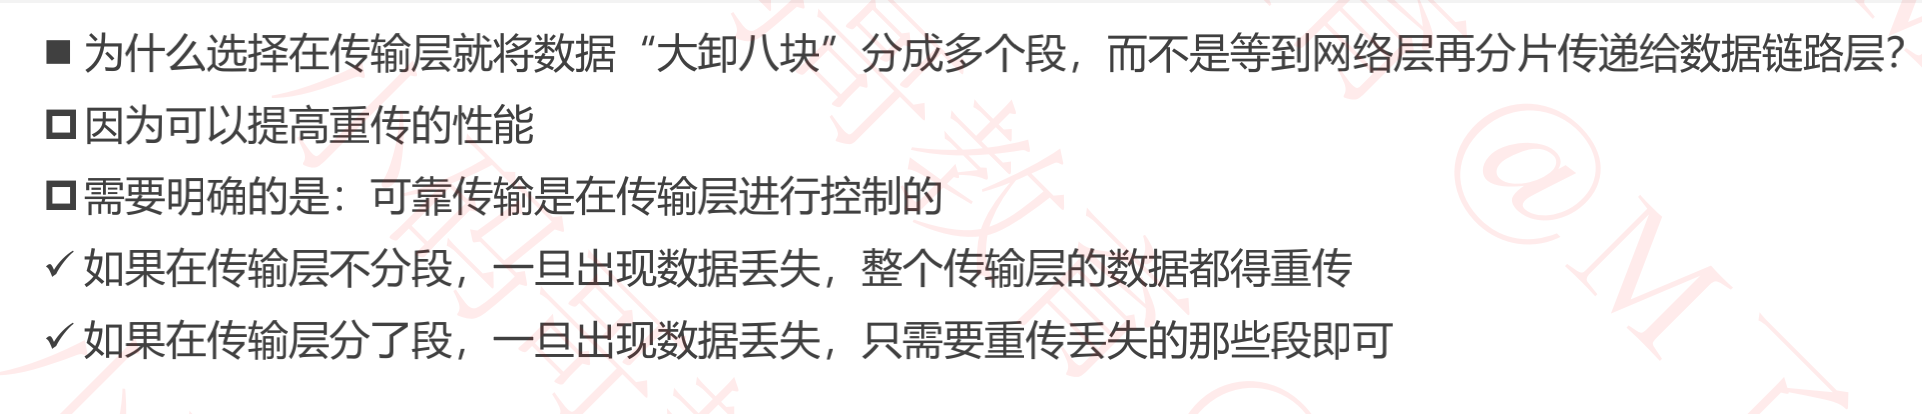 为什么选择在传输层就将数据“大卸八块”分成多个段，而不是等到网络层再分片传递给数据链路层？
因为可以提高重传的性能
需要明确的是：可靠传输是在传输层进行控制的
如果在传输层不分段，一旦出现数据丢失，整个传输层的数据都得重传
如果在传输层分了段，一旦出现数据丢失，只需要重传丢失的那些段即可
小码哥教育@M